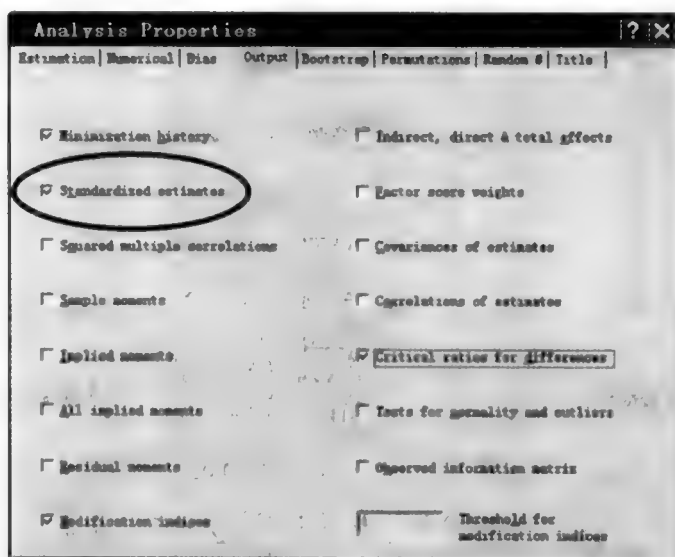 Analysis Properties
Estimation Numerical Bias Output Bootstrap Permutations Random # Title
Minimization history
Indirect, direct & total effects
Standardized estimates
Factor score weights
Squared multiple correlations
Covariances of estimates
Sample moments
Correlations of estimates
Implied moments
Critical ratios for differences
All implied moments
Tests for normality and outliers
Residual moments
Observed information matrix
Modification indices
Threshold for
modification indices